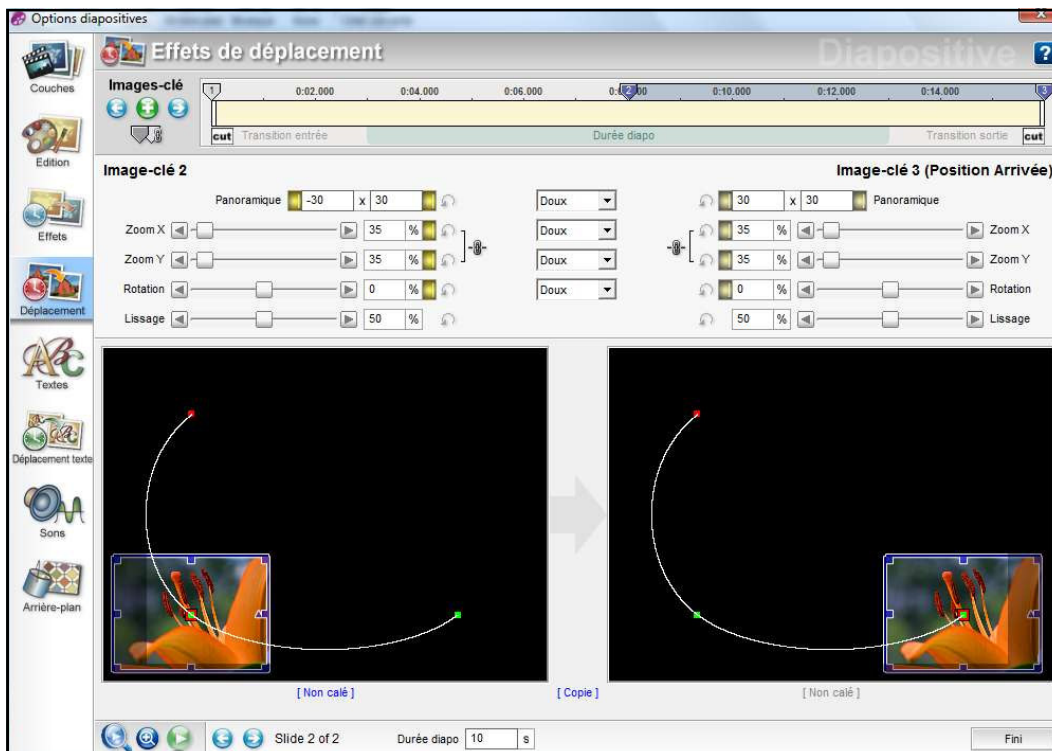 Options diapositives
Effets de déplacement
Diapositive
?
Couches
Edition
Effets
Déplacement
Textes
Déplacement texte
Sons
Arrière-plan
Images-clé
1 0:02.000 0:04.000 0:06.000 2 0:10.000 0:12.000 0:14.000 3
cut Transition entrée Durée diapo Transition sortie cut
Image-clé 2 Image-clé 3 (Position Arrivée)
Panoramique -30 x 30 Doux 30 x 30 Panoramique
Zoom X 35 % Doux 35 % Zoom X
Zoom Y 35 % Doux 35 % Zoom Y
Rotation 0 % Doux 0 % Rotation
Lissage 50 % 50 % Lissage
[ Non calé ] [ Copie ] [ Non calé ]
Slide 2 of 2 Durée diapo 10 s Fini